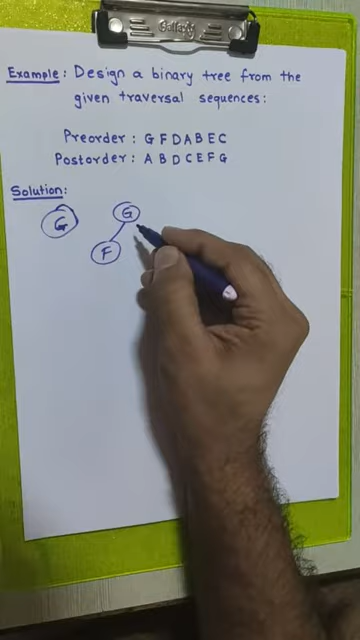 Example: Design a binary tree from the
given traversal sequences:
Preorder: G F D A B E C
Postorder: A B D C E F G
Solution:
G G
F